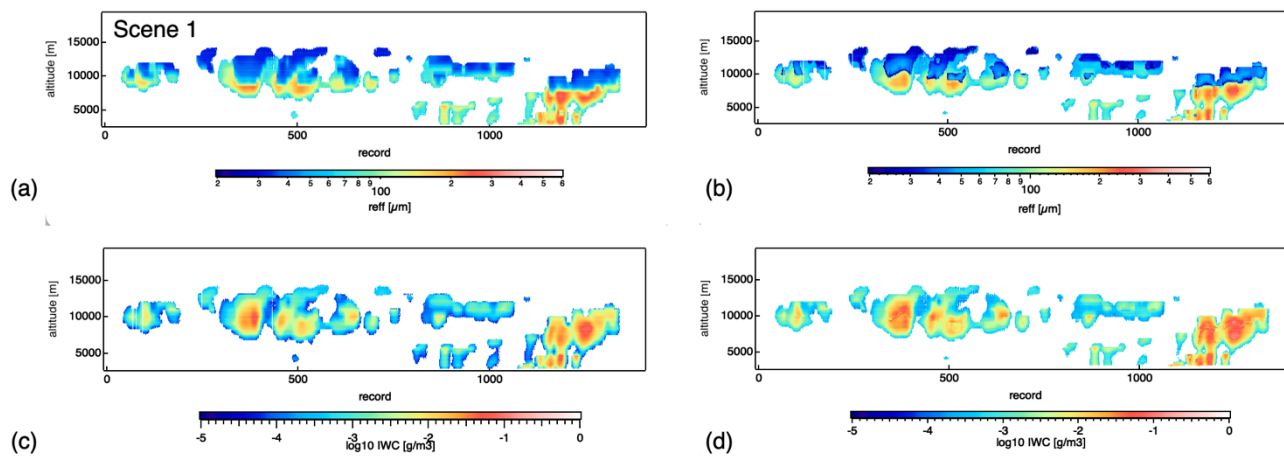 Scene 1
altitude [m]
15000
10000
5000
0
500
1000
record
(a)
2 3 4 5 6 7 8 9 2 3 4 5 6
100
reff [µm]
altitude [m]
15000
10000
5000
0
500
1000
record
(b)
2 3 4 5 6 7 8 9 2 3 4 5 6
100
reff [µm]
altitude [m]
15000
10000
5000
0
500
1000
record
(c)
-5 -4 -3 -2 -1 0
log10 IWC [g/m3]
altitude [m]
15000
10000
5000
0
500
1000
record
(d)
-5 -4 -3 -2 -1 0
log10 IWC [g/m3]